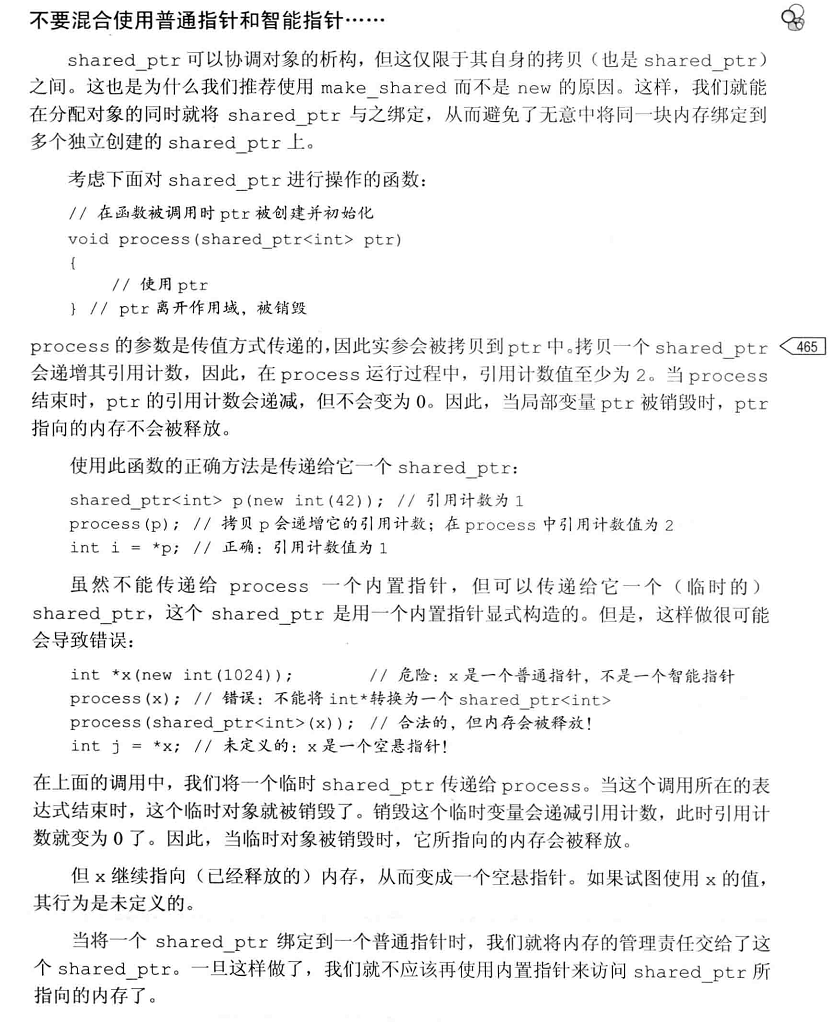 不要混合使用普通指针和智能指针……
shared_ptr 可以协调对象的析构，但这仅限于其自身的拷贝（也是 shared_ptr）
之间。这也是为什么我们推荐使用 make_shared 而不是 new 的原因。这样，我们就能
在分配对象的同时就将 shared_ptr 与之绑定，从而避免了无意中将同一块内存绑定到
多个独立创建的 shared_ptr 上。
考虑下面对 shared_ptr 进行操作的函数：
// 在函数被调用时 ptr 被创建并初始化
void process(shared_ptr<int> ptr)
{
// 使用 ptr
} // ptr 离开作用域，被销毁
process 的参数是传值方式传递的，因此实参会被拷贝到 ptr 中。拷贝一个 shared_ptr 465
会递增其引用计数，因此，在 process 运行过程中，引用计数值至少为 2。当 process
结束时，ptr 的引用计数会递减，但不会变为 0。因此，当局部变量 ptr 被销毁时，ptr
指向的内存不会被释放。
使用此函数的正确方法是传递给它一个 shared_ptr：
shared_ptr<int> p(new int(42)); // 引用计数为 1
process(p); // 拷贝 p 会递增它的引用计数；在 process 中引用计数值为 2
int i = *p; // 正确：引用计数值为 1
虽然不能传递给 process 一个内置指针，但可以传递给它一个（临时的）
shared_ptr，这个 shared_ptr 是用一个内置指针显式构造的。但是，这样做很可能
会导致错误：
int *x(new int(1024)); // 危险：x 是一个普通指针，不是一个智能指针
process(x); // 错误：不能将 int*转换为一个 shared_ptr<int>
process(shared_ptr<int>(x)); // 合法的，但内存会被释放！
int j = *x; // 未定义的：x 是一个空悬指针！
在上面的调用中，我们将一个临时 shared_ptr 传递给 process。当这个调用所在的表
达式结束时，这个临时对象就被销毁了。销毁这个临时变量会递减引用计数，此时引用计
数就变为 0 了。因此，当临时对象被销毁时，它所指向的内存会被释放。
但 x 继续指向（已经释放的）内存，从而变成一个空悬指针。如果试图使用 x 的值，
其行为是未定义的。
当将一个 shared_ptr 绑定到一个普通指针时，我们就将内存的管理责任交给了这
个 shared_ptr。一旦这样做了，我们就不应该再使用内置指针来访问 shared_ptr 所
指向的内存了。